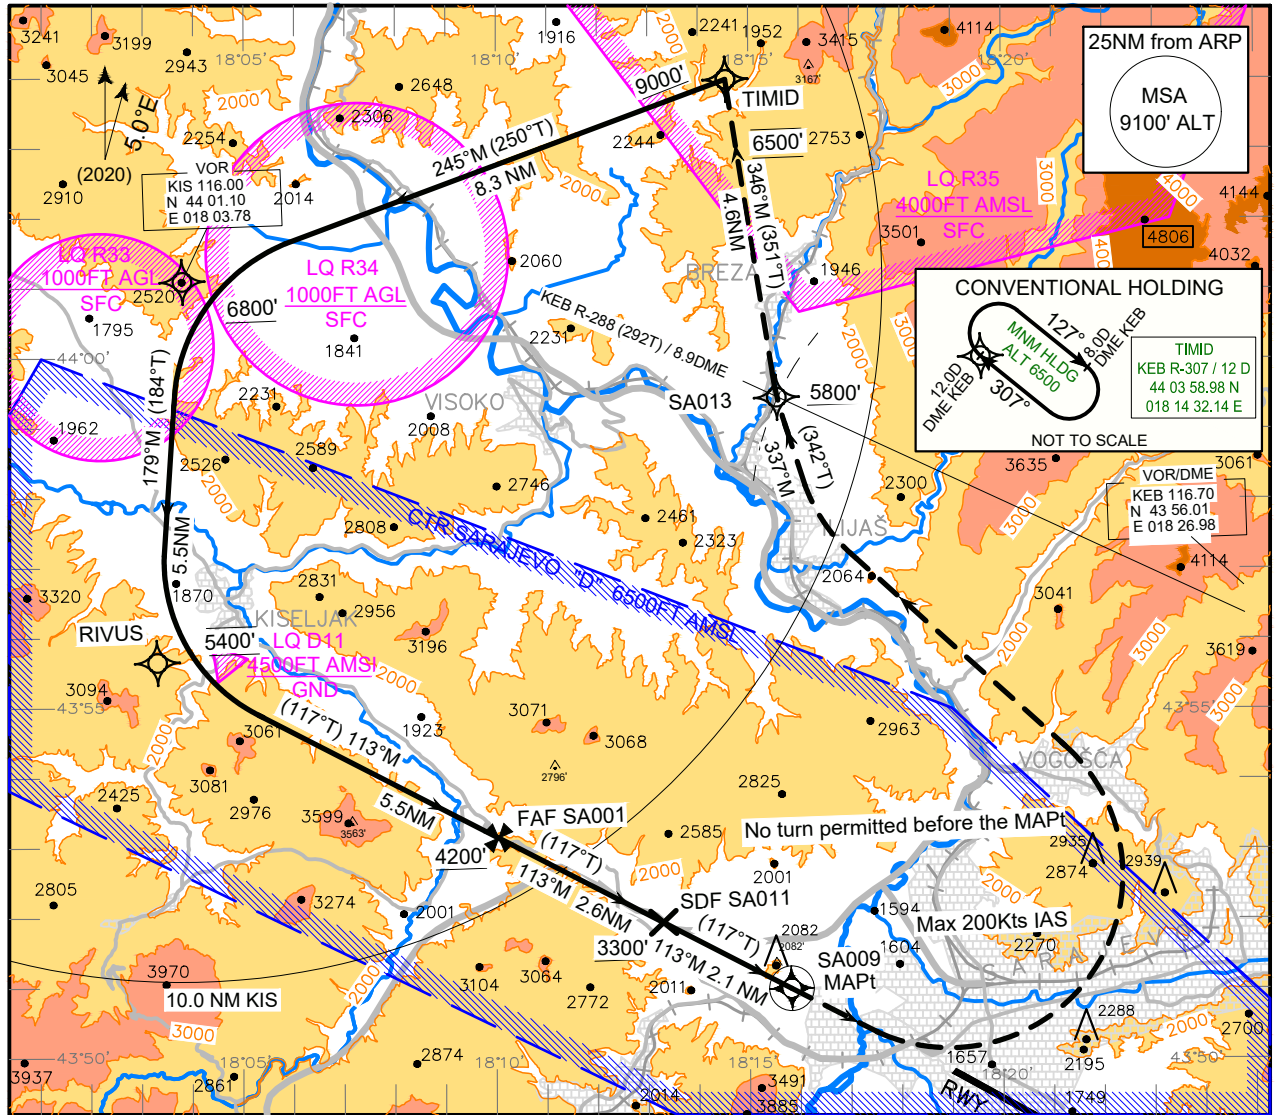 3241
3199
3045
2943
18°05'
2000
1916
2241
1952
18°15'
3415
3167'
4114
18°20'
3000
25NM from ARP
MSA
9100' ALT
9000'
TIMID
2648
2306
2254
2000
5.0°E
(2020)
2910
2014
VOR
KIS 116.00
N 44 01.10
E 018 03.78
245°M (250°T)
8.3 NM
2000
2244
6500'
2753
3000
4000
4144
346°M (351°T)
4.6NM
LQ R35
4000FT AMSL
SFC
3501
4806
4032
LQ R33
1000FT AGL
SFC
2520
1795
LQ R34
1000FT AGL
SFC
6800'
1841
2060
BREZA
1946
KEB R-288 (292T) / 8.9DME
2231
CONVENTIONAL HOLDING
127°
8.0D
DME KEB
MNM HLDG
ALT 6500
12.0D
DME KEB
307°
TIMID
KEB R-307 / 12 D
44 03 58.98 N
018 14 32.14 E
NOT TO SCALE
44°00'
179°M (184°T)
2231
VISOKO
2008
SA013
5800'
1962
2526
2000
2589
2746
2808
(342°T)
337°M
2300
3635
3000
3061
VOR/DME
KEB 116.70
N 43 56.01
E 018 26.98
2461
2323
ILIJAŠ
CTR SARAJEVO "D" 6500FT AMSL
5.5NM
3320
1870
2831
2956
3196
2064
3041
4114
2000
3000
3619
RIVUS
KISELJAK
5400'
LQ D11
4500FT AMSl
GND
2000
3094
43°55'
2000
3061
(117°T) 113°M
1923
3071
3068
2796'
2963
43°55'
3000
VOGOŠĆA
3081
2425
2976
3599
3563'
5.5NM
FAF SA001
4200'
2825
2585
No turn permitted before the MAPt
2935
2874
2939
(117°T)
113°M 2.6NM
2000
2001
2805
3274
2001
SDF SA011
3300'
(117°T)
113°M 2.1 NM
2082
2082'
1594
1604
Max 200Kts IAS
2000
2270
SARAJEVO
SA009
MAPt
3970
10.0 NM KIS
3000
2000
3104
3064
2772
2011
2288
2195
2000
2700
43°50'
3937
18°05'
2861
2874
18°10'
18°15'
2014
3491
3885
1657
18°20'
RWY
1749
43°50'